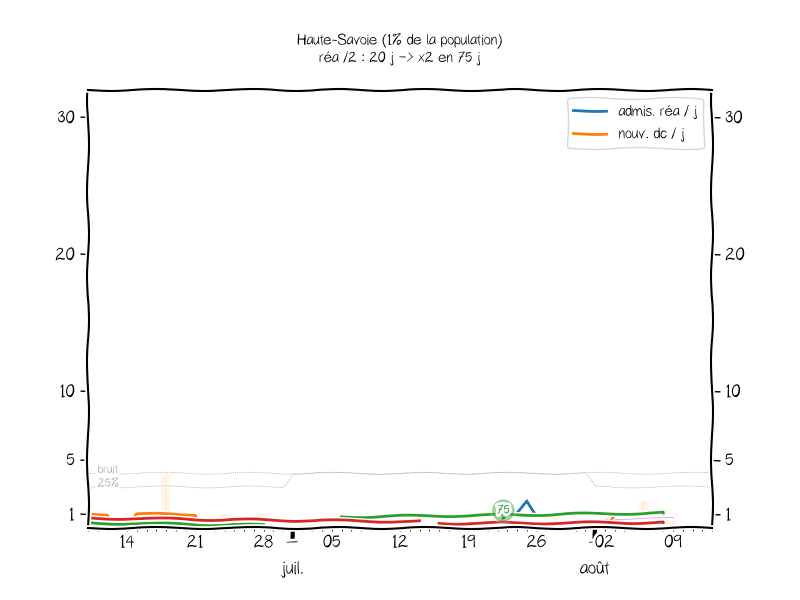 Haute-Savoie (1% de la population)
réa /2 : 20 j -> x2 en 75 j
admis. réa / j
nouv. dc / j
30
30
20
20
10
10
5
5
bruit
25%
75
1
1
14 21 28 05 12 19 26 02 09
juil. août